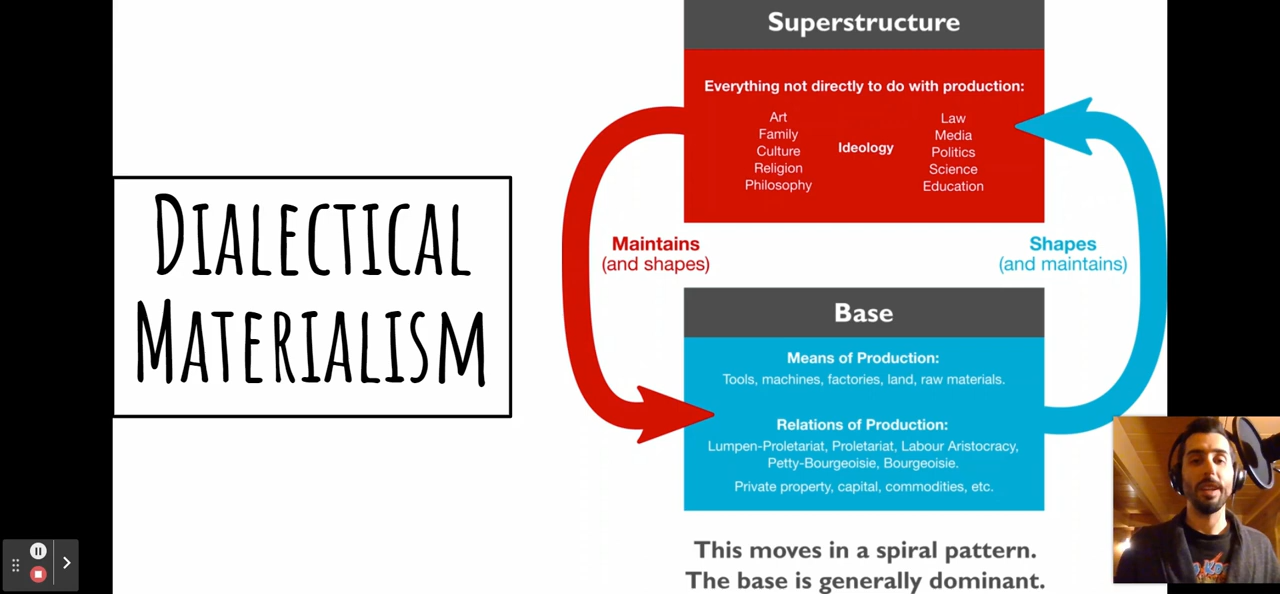 DIALECTICAL
MATERIALISM
Superstructure
Everything not directly to do with production:
Art
Family
Culture
Religion
Philosophy
Ideology
Law
Media
Politics
Science
Education
Maintains
(and shapes)
Shapes
(and maintains)
Base
Means of Production:
Tools, machines, factories, land, raw materials.
Relations of Production:
Lumpen-Proletariat, Proletariat, Labour Aristocracy,
Petty-Bourgeoisie, Bourgeoisie.
Private property, capital, commodities, etc.
This moves in a spiral pattern.
The base is generally dominant.